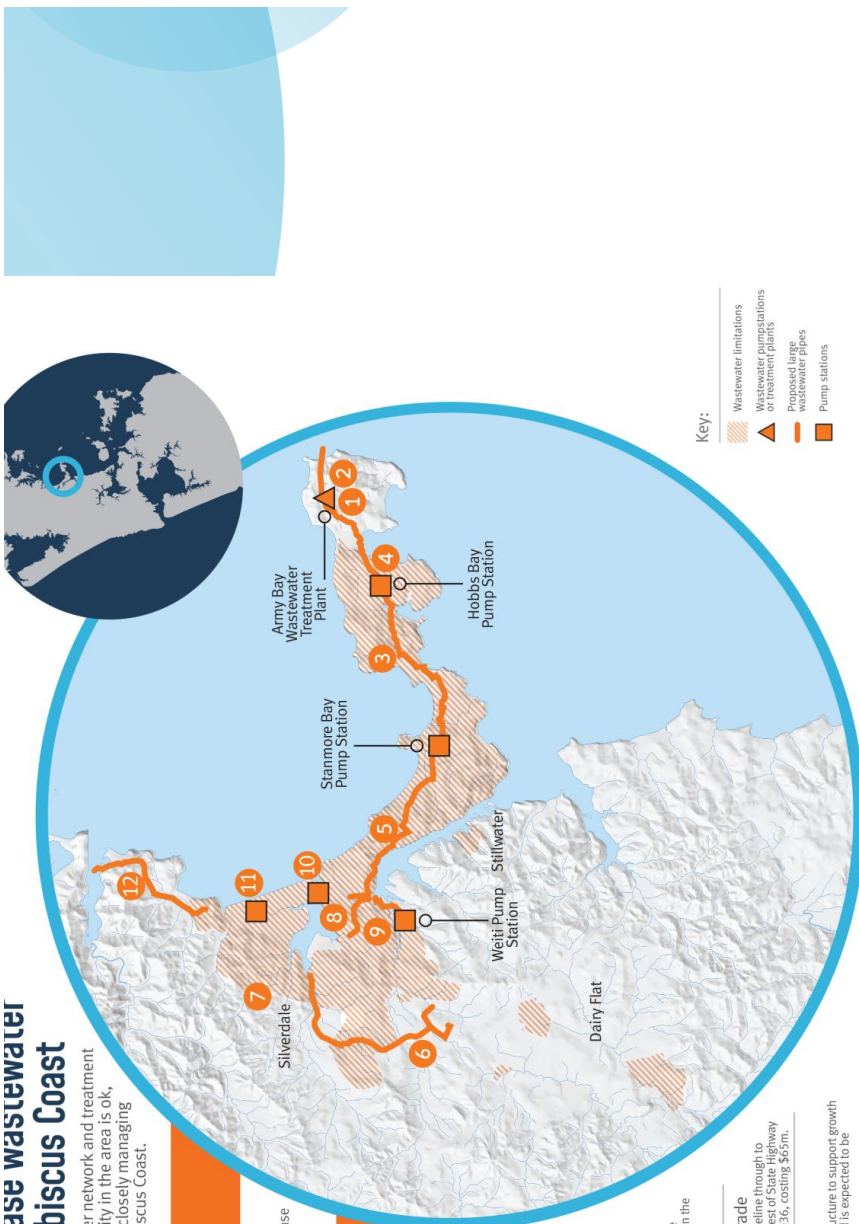 ase wastewater
biscus Coast
er network and treatment
ity in the area is ok,
closely managing
scus Coast.
ase
n the
ade
eline through to
est of State Highway
36, costing $65m.
ucture to support growth
is expected to be
12
11
10
7
Silverdale
8
9
5
6
Weiti Pump
Station
Stillwater
Dairy Flat
Stanmore Bay
Pump Station
3
4
Army Bay
Wastewater
Treatment
Plant
1
2
Hobbs Bay
Pump Station
Key:
Wastewater limitations
Wastewater pumpstations
or treatment plants
Proposed large
wastewater pipes
Pump stations